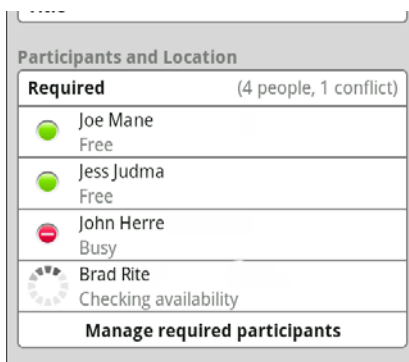 Participants and Location
Required (4 people, 1 conflict)
Joe Mane
Free
Jess Judma
Free
John Herre
Busy
Brad Rite
Checking availability
Manage required participants